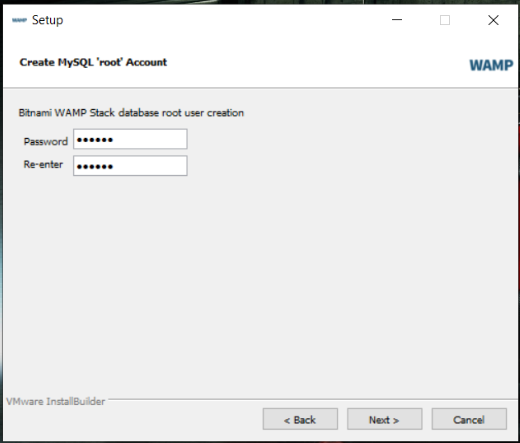 WAMP Setup
Create MySQL 'root' Account
WAMP
Bitnami WAMP Stack database root user creation
Password ••••••
Re-enter ••••••
VMware InstallBuilder
< Back Next > Cancel